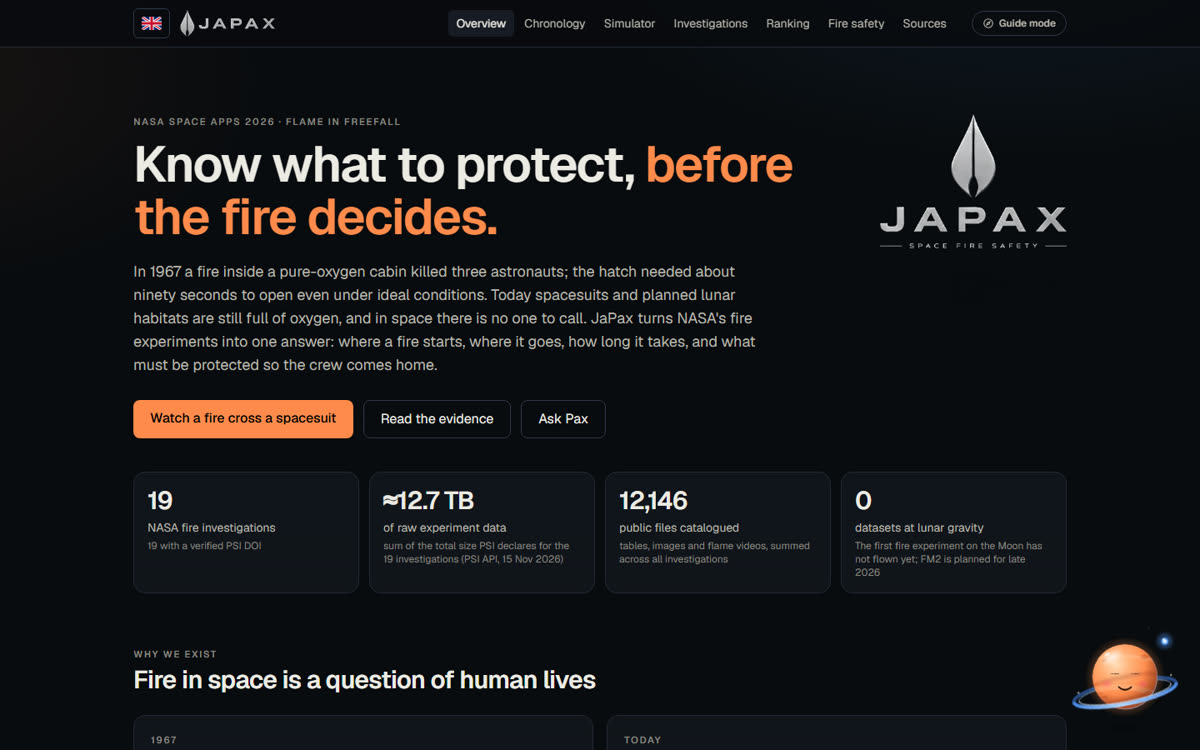 JAPAX
Overview
Chronology
Simulator
Investigations
Ranking
Fire safety
Sources
Guide mode
NASA SPACE APPS 2026 · FLAME IN FREEFALL
Know what to protect, before
the fire decides.
JAPAX
SPACE FIRE SAFETY
In 1967 a fire inside a pure-oxygen cabin killed three astronauts; the hatch needed about
ninety seconds to open even under ideal conditions. Today spacesuits and planned lunar
habitats are still full of oxygen, and in space there is no one to call. JaPax turns NASA's fire
experiments into one answer: where a fire starts, where it goes, how long it takes, and what
must be protected so the crew comes home.
Watch a fire cross a spacesuit
Read the evidence
Ask Pax
19
NASA fire investigations
19 with a verified PSI DOI
≈12.7 TB
of raw experiment data
sum of the total size PSI declares for the
19 investigations (PSI API, 15 Nov 2026)
12,146
public files catalogued
tables, images and flame videos, summed
across all investigations
0
datasets at lunar gravity
The first fire experiment on the Moon has
not flown yet; FM2 is planned for late
2026
WHY WE EXIST
Fire in space is a question of human lives
1967
TODAY